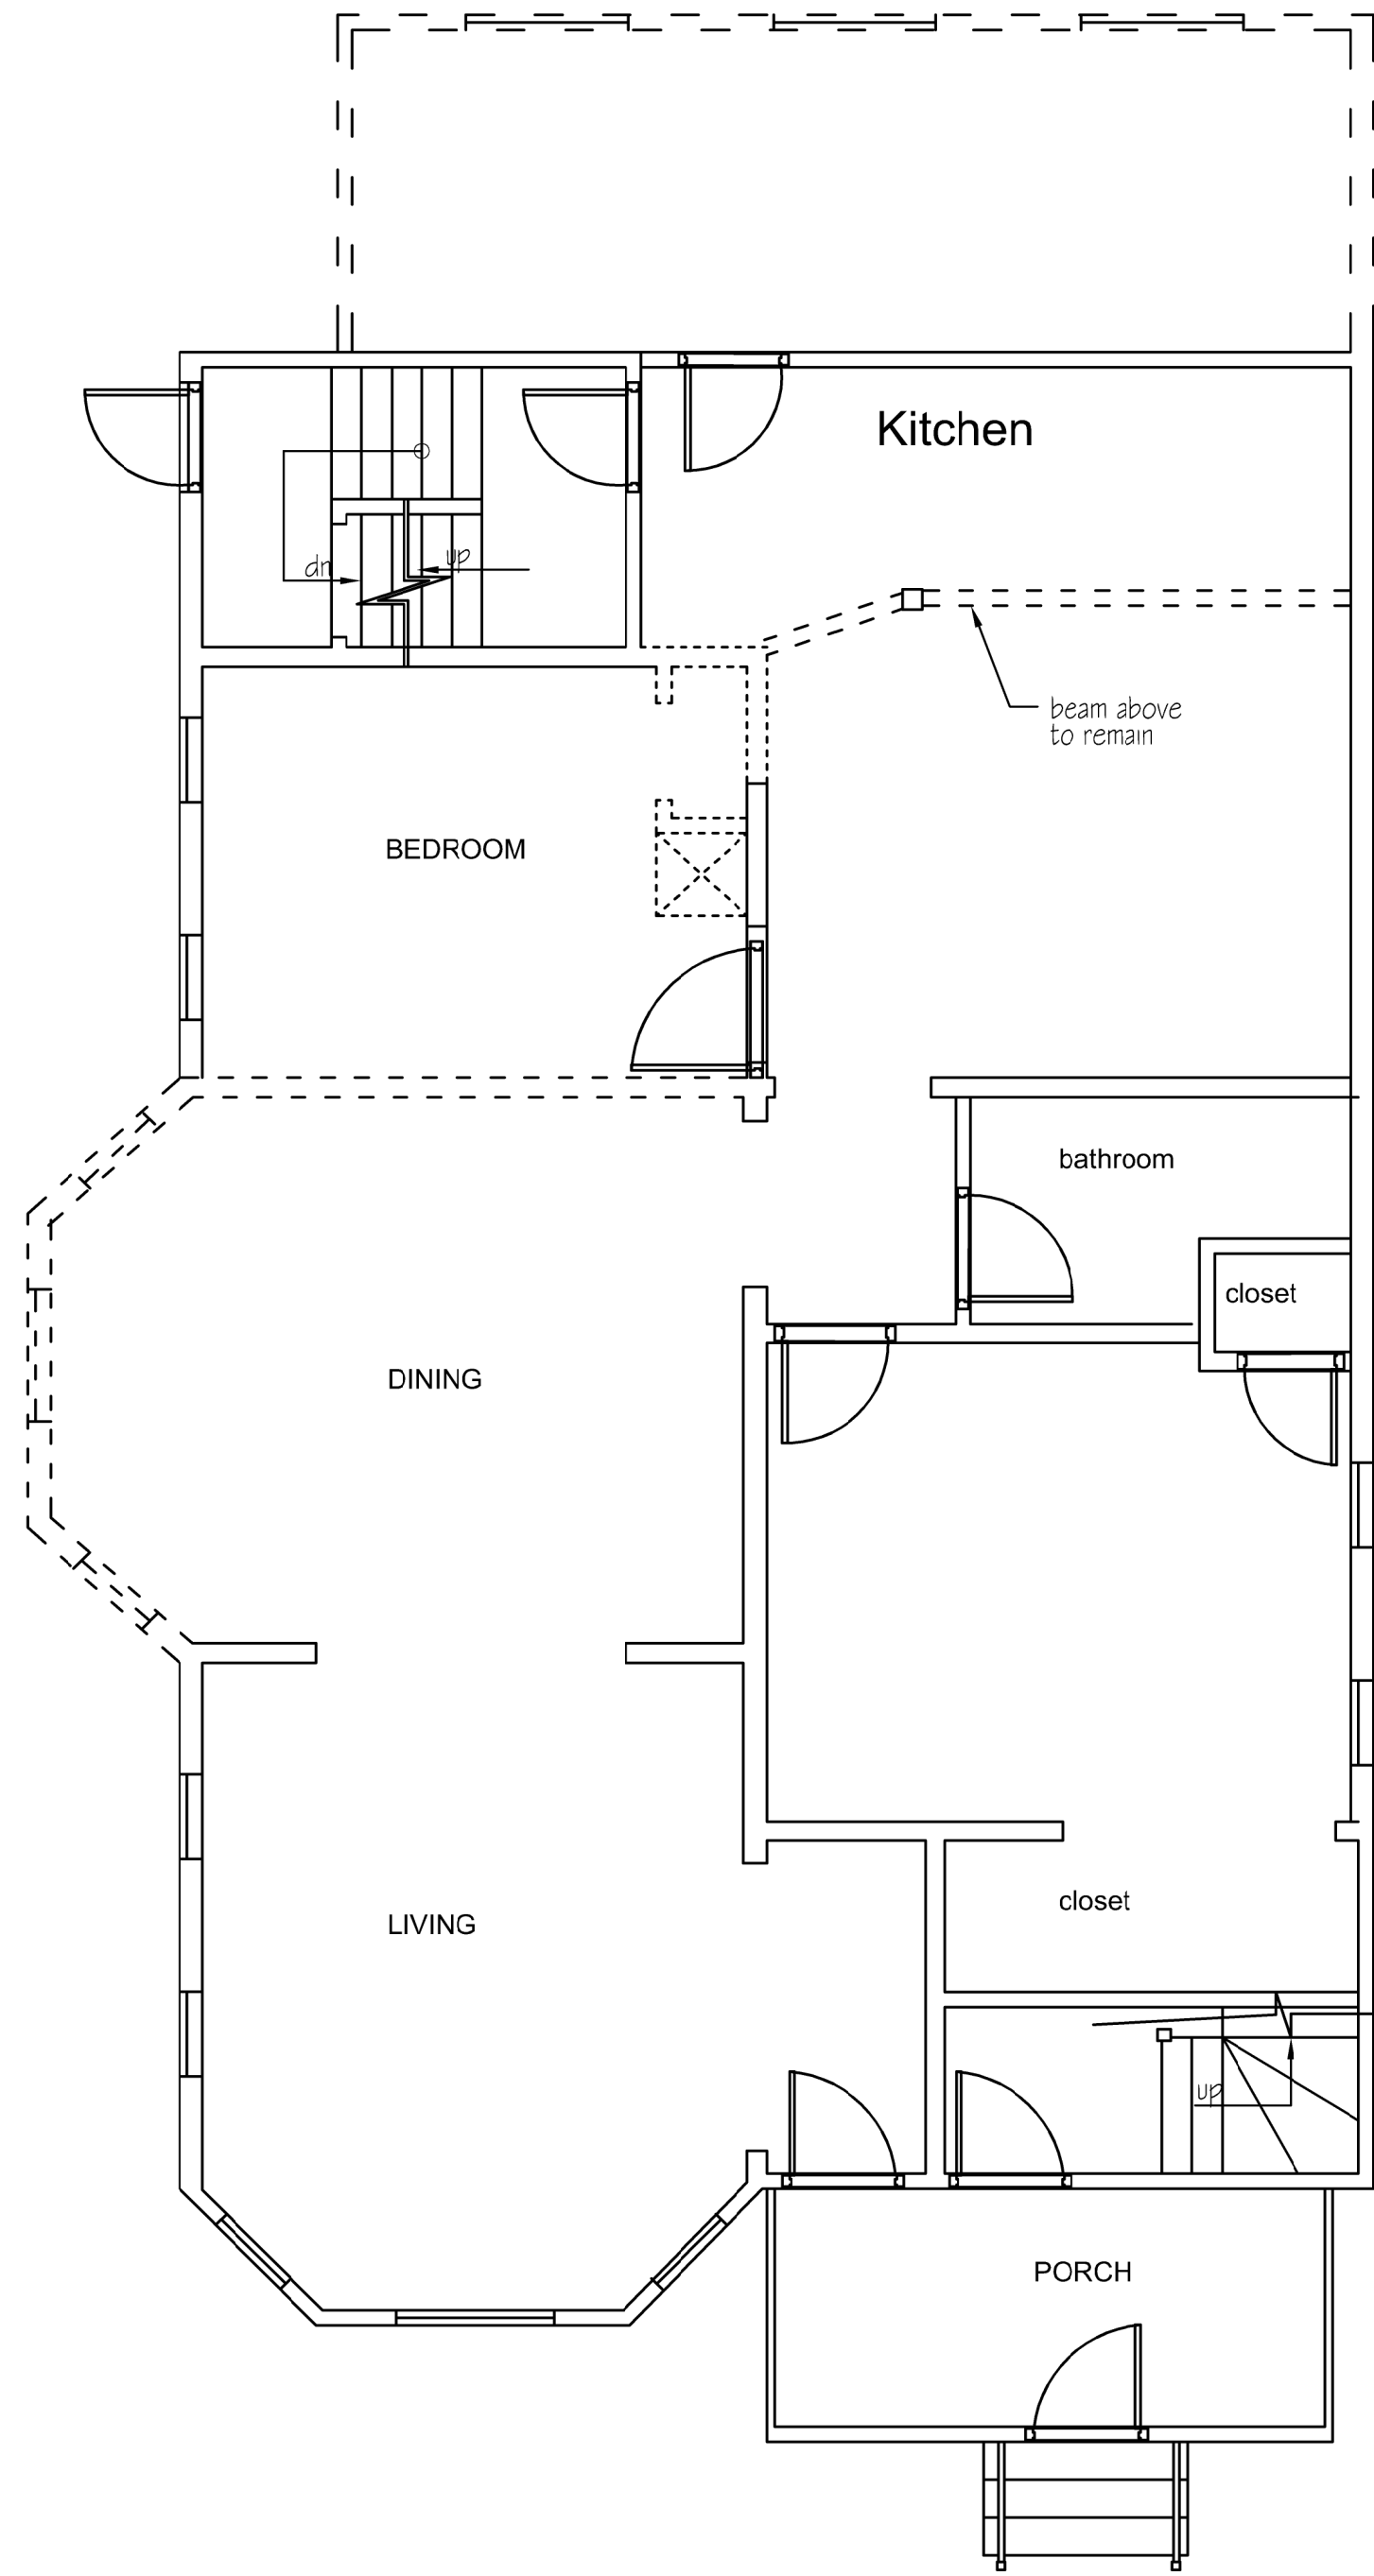 Kitchen
dn
up
beam above
to remain
BEDROOM
bathroom
closet
DINING
closet
LIVING
up
PORCH